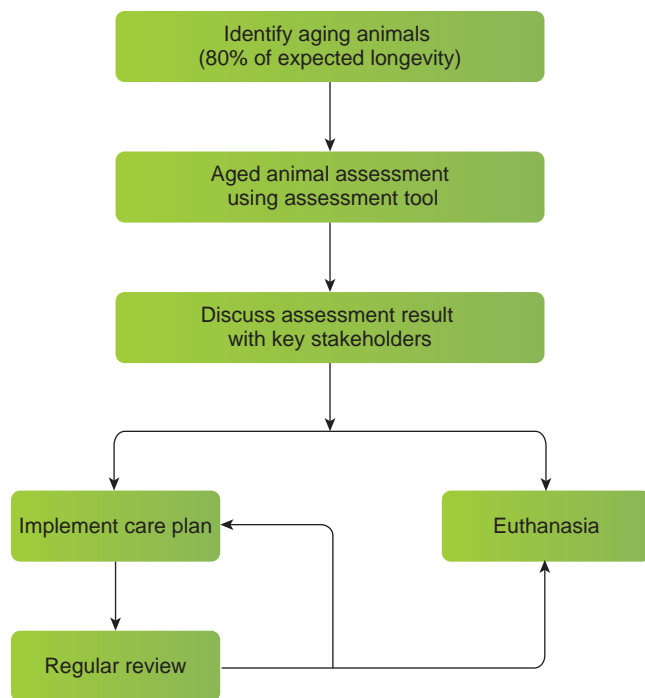 Identify aging animals
(80% of expected longevity)
Aged animal assessment
using assessment tool
Discuss assessment result
with key stakeholders
Implement care plan
Euthanasia
Regular review